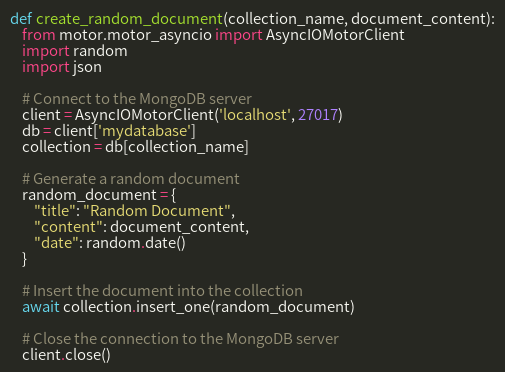 def create_random_document(collection_name, document_content):
    from motor.motor_asyncio import AsyncIOMotorClient
    import random
    import json

    # Connect to the MongoDB server
    client = AsyncIOMotorClient('localhost', 27017)
    db = client['mydatabase']
    collection = db[collection_name]

    # Generate a random document
    random_document = {
        "title": "Random Document",
        "content": document_content,
        "date": random.date()
    }

    # Insert the document into the collection
    await collection.insert_one(random_document)

    # Close the connection to the MongoDB server
    client.close()